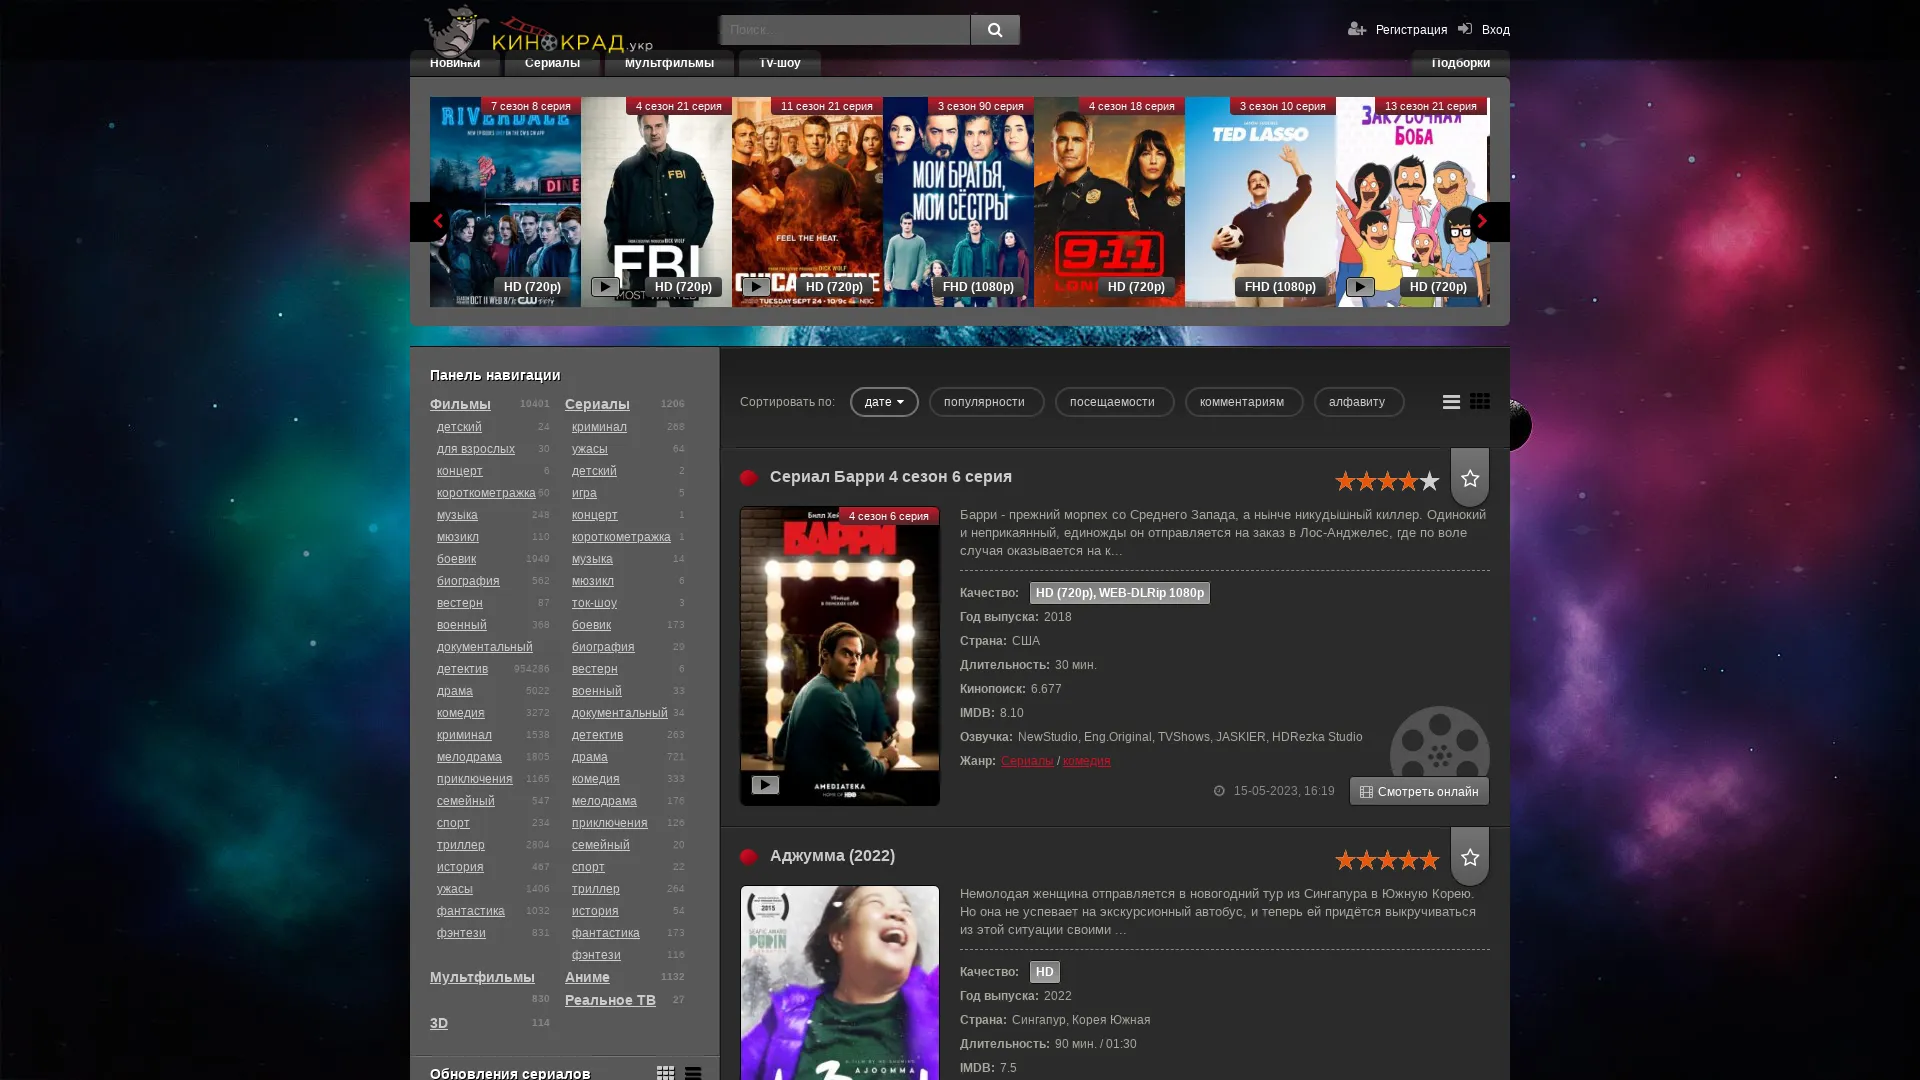 КИНОКРАД.укр
Поиск...
Регистрация
Вход
Новинки
Сериалы
Мультфильмы
TV-шоу
Подборки
7 сезон 8 серия
4 сезон 21 серия
11 сезон 21 серия
3 сезон 90 серия
4 сезон 18 серия
3 сезон 10 серия
13 сезон 21 серия
RIVERDALE
FBI
FBI
MOST WANTED
FEEL THE HEAT.
CHICAGO FIRE
TUESDAY SEPT 24 · 10/9c NBC
МОИ БРАТЬЯ,
МОИ СЁСТРЫ
9-1-1
TED LASSO
ЗАКУСОЧНАЯ
БОБА
HD (720p)
HD (720p)
HD (720p)
FHD (1080p)
HD (720p)
FHD (1080p)
HD (720p)
Панель навигации
Фильмы 10401
детский 24
для взрослых 30
концерт 6
короткометражка 60
музыка 248
мюзикл 110
боевик 1949
биография 562
вестерн 87
военный 368
документальный
детектив 954286
драма 5022
комедия 3272
криминал 1538
мелодрама 1805
приключения 1165
семейный 547
спорт 234
триллер 2804
история 467
ужасы 1406
фантастика 1032
фэнтези 831
Мультфильмы
830
3D 114
Сериалы 1206
криминал 268
ужасы 64
детский 2
игра 5
концерт 1
короткометражка 1
музыка 14
мюзикл 6
ток-шоу 3
боевик 173
биография 29
вестерн 6
военный 33
документальный 34
детектив 263
драма 721
комедия 333
мелодрама 176
приключения 126
семейный 20
спорт 22
триллер 264
история 54
фантастика 173
фэнтези 116
Аниме 1132
Реальное ТВ 27
Обновления сериалов
Сортировать по:
дате
популярности
посещаемости
комментариям
алфавиту
Сериал Барри 4 сезон 6 серия
4 сезон 6 серия
БАРРИ
AMEDIATEKA
HOME OF HBO
Барри - прежний морпех со Среднего Запада, а нынче никудышный киллер. Одинокий
и неприкаянный, единожды он отправляется на заказ в Лос-Анджелес, где по воле
случая оказывается на к...
Качество: HD (720p), WEB-DLRip 1080p
Год выпуска: 2018
Страна: США
Длительность: 30 мин.
Кинопоиск: 6.677
IMDB: 8.10
Озвучка: NewStudio, Eng.Original, TVShows, JASKIER, HDRezka Studio
Жанр: Сериалы / комедия
15-05-2023, 16:19
Смотреть онлайн
Аджумма (2022)
2015
AJOOMMA
Немолодая женщина отправляется в новогодний тур из Сингапура в Южную Корею.
Но она не успевает на экскурсионный автобус, и теперь ей придётся выкручиваться
из этой ситуации своими ...
Качество: HD
Год выпуска: 2022
Страна: Сингапур, Корея Южная
Длительность: 90 мин. / 01:30
IMDB: 7.5